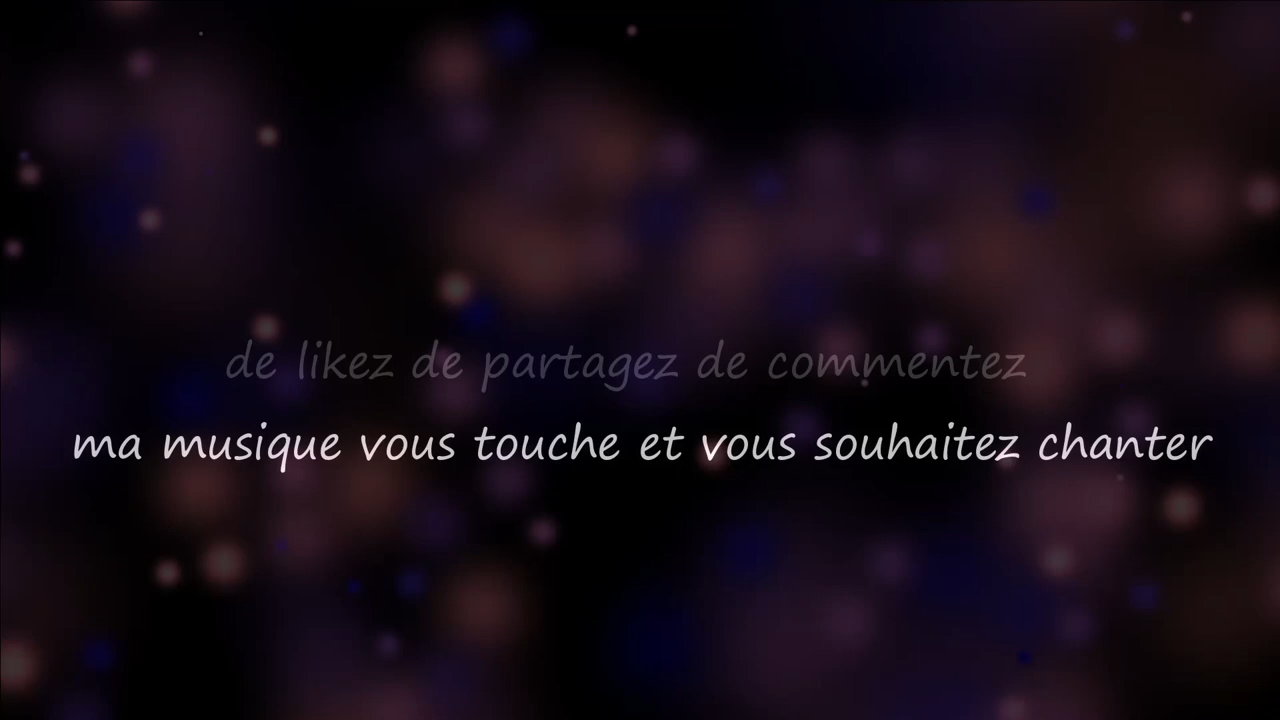 de likez de partagez de commentez
ma musique vous touche et vous souhaitez chanter